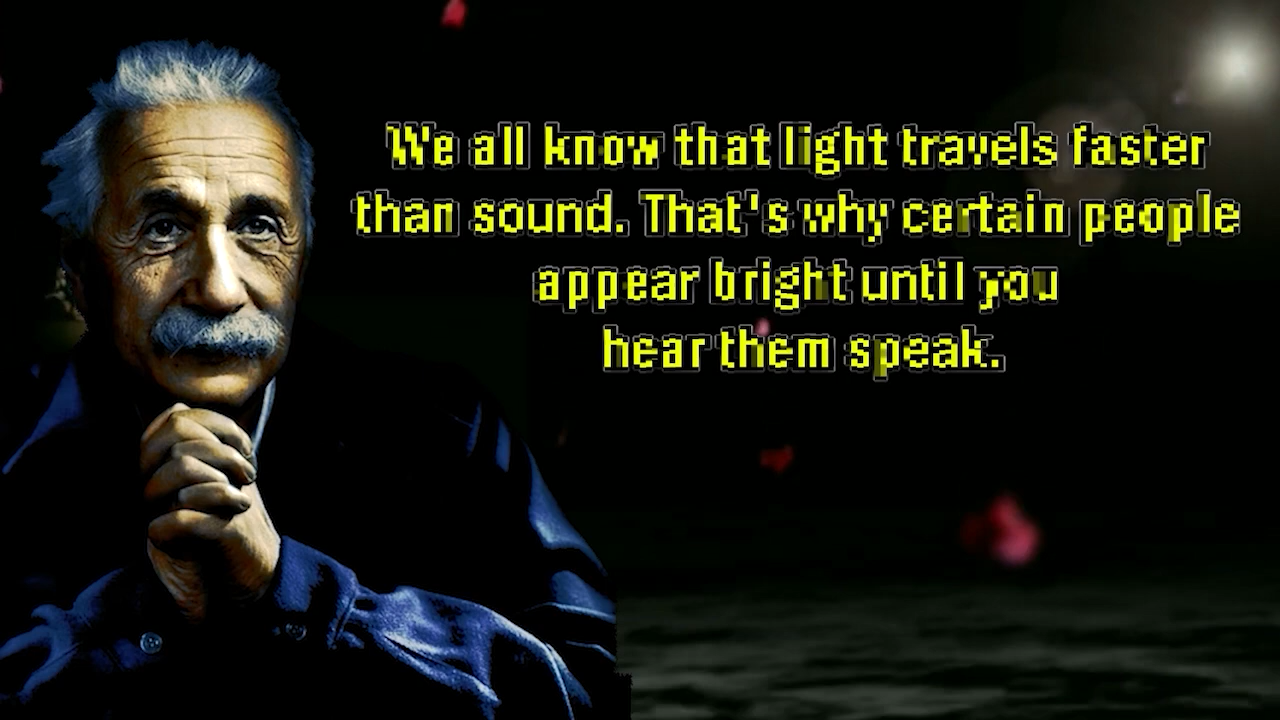 We all know that light travels faster
than sound. That's why certain people
appear bright until you
hear them speak.